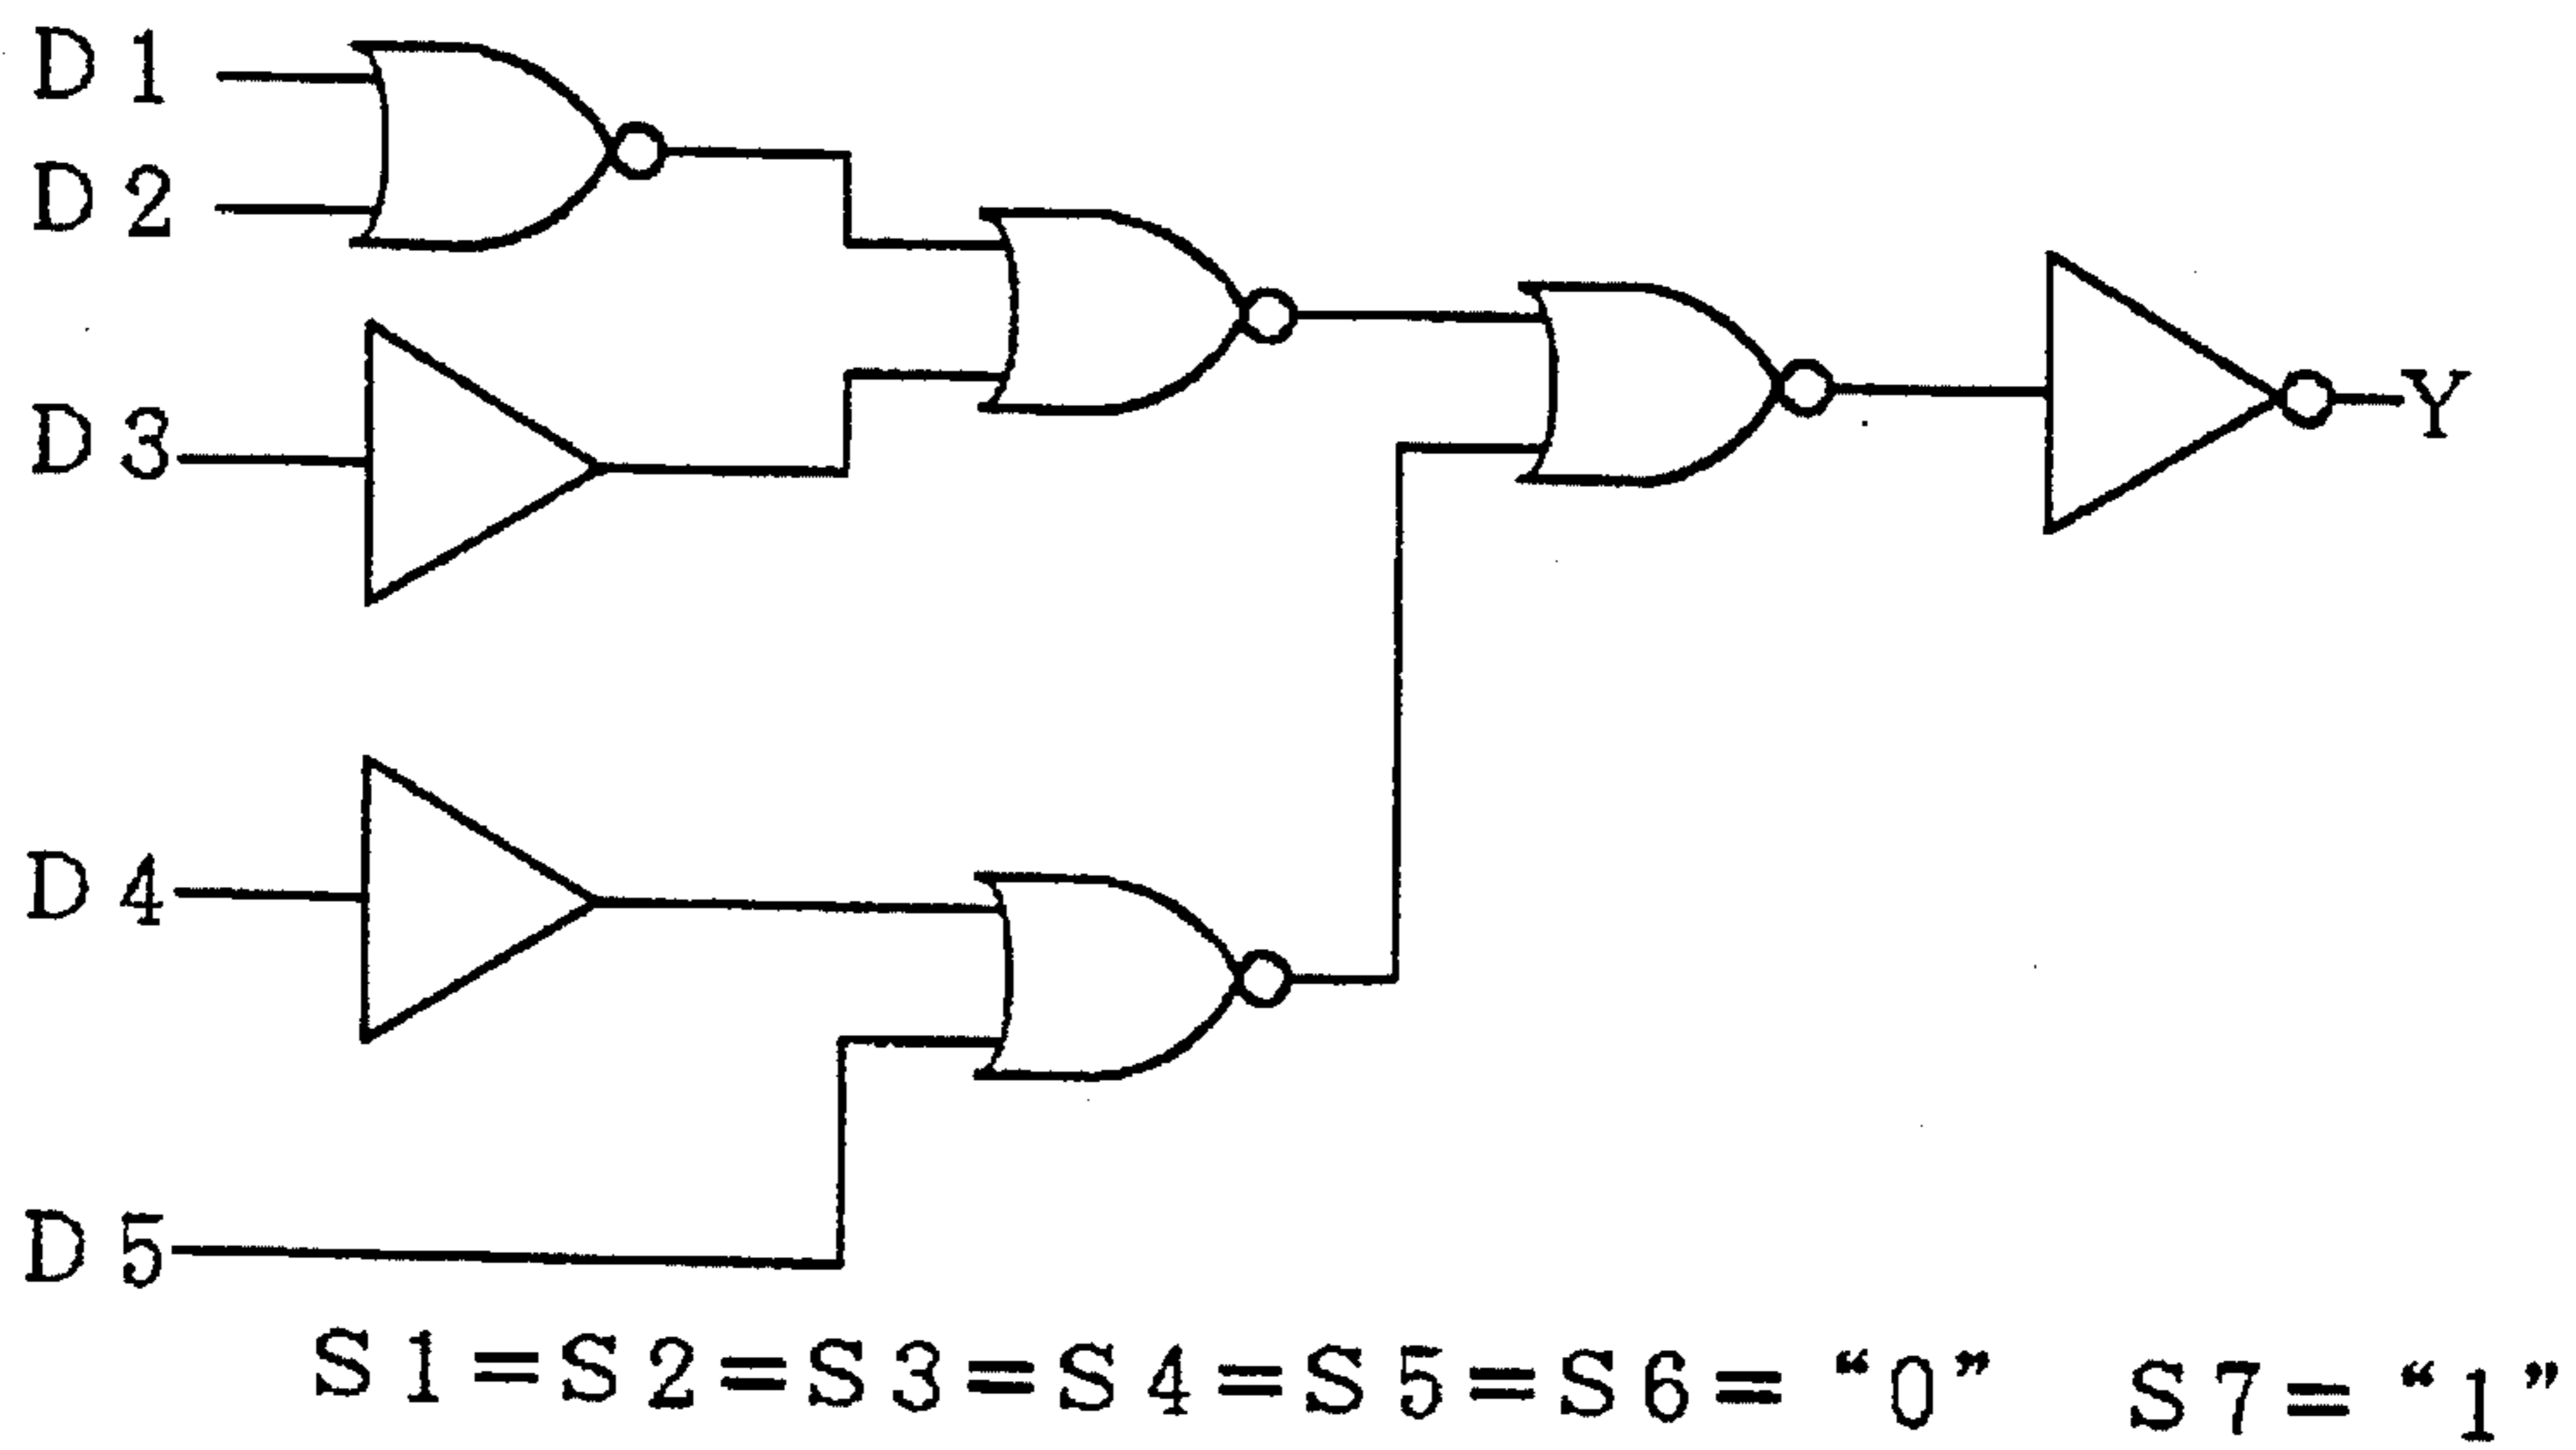 D1
D2
D3
D4
D5
Y
S1=S2=S3=S4=S5=S6=“0” S7=“1”